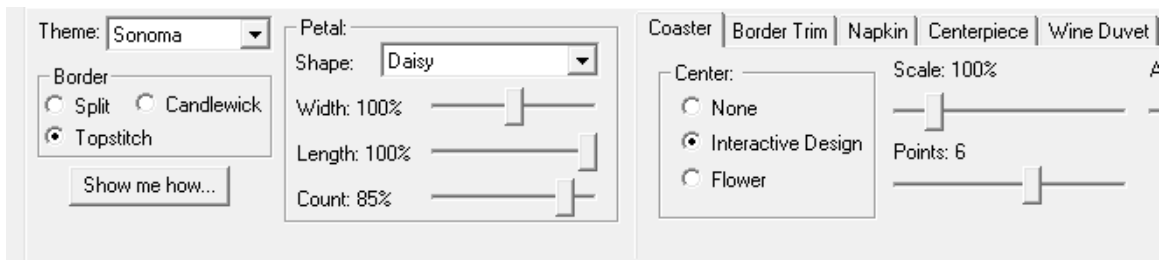 Theme: Sonoma
Border
Split Candlewick
Topstitch
Show me how...
Petal:
Shape: Daisy
Width: 100%
Length: 100%
Count: 85%
Coaster Border Trim Napkin Centerpiece Wine Duvet
Center:
None
Interactive Design
Flower
Scale: 100%
Points: 6